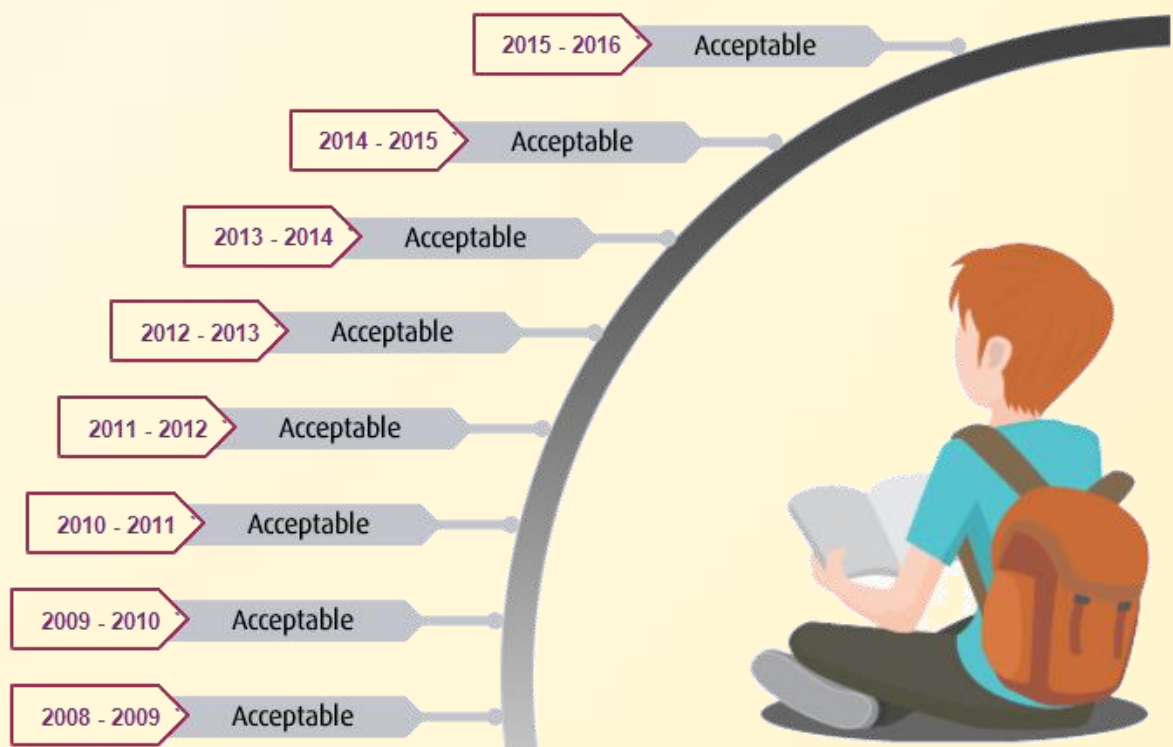 2015 - 2016 Acceptable
2014 - 2015 Acceptable
2013 - 2014 Acceptable
2012 - 2013 Acceptable
2011 - 2012 Acceptable
2010 - 2011 Acceptable
2009 - 2010 Acceptable
2008 - 2009 Acceptable